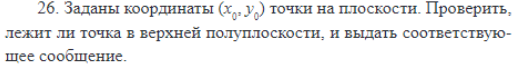 26. Заданы координаты (x₀, y₀) точки на плоскости. Проверить,
лежит ли точка в верхней полуплоскости, и выдать соответствую-
щее сообщение.